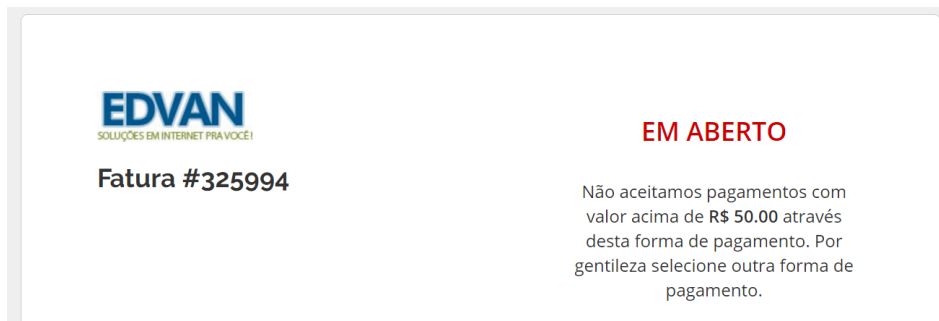 EDVAN
SOLUÇÕES EM INTERNET PRA VOCÊ!
Fatura #325994
EM ABERTO
Não aceitamos pagamentos com
valor acima de R$ 50.00 através
desta forma de pagamento. Por
gentileza selecione outra forma de
pagamento.